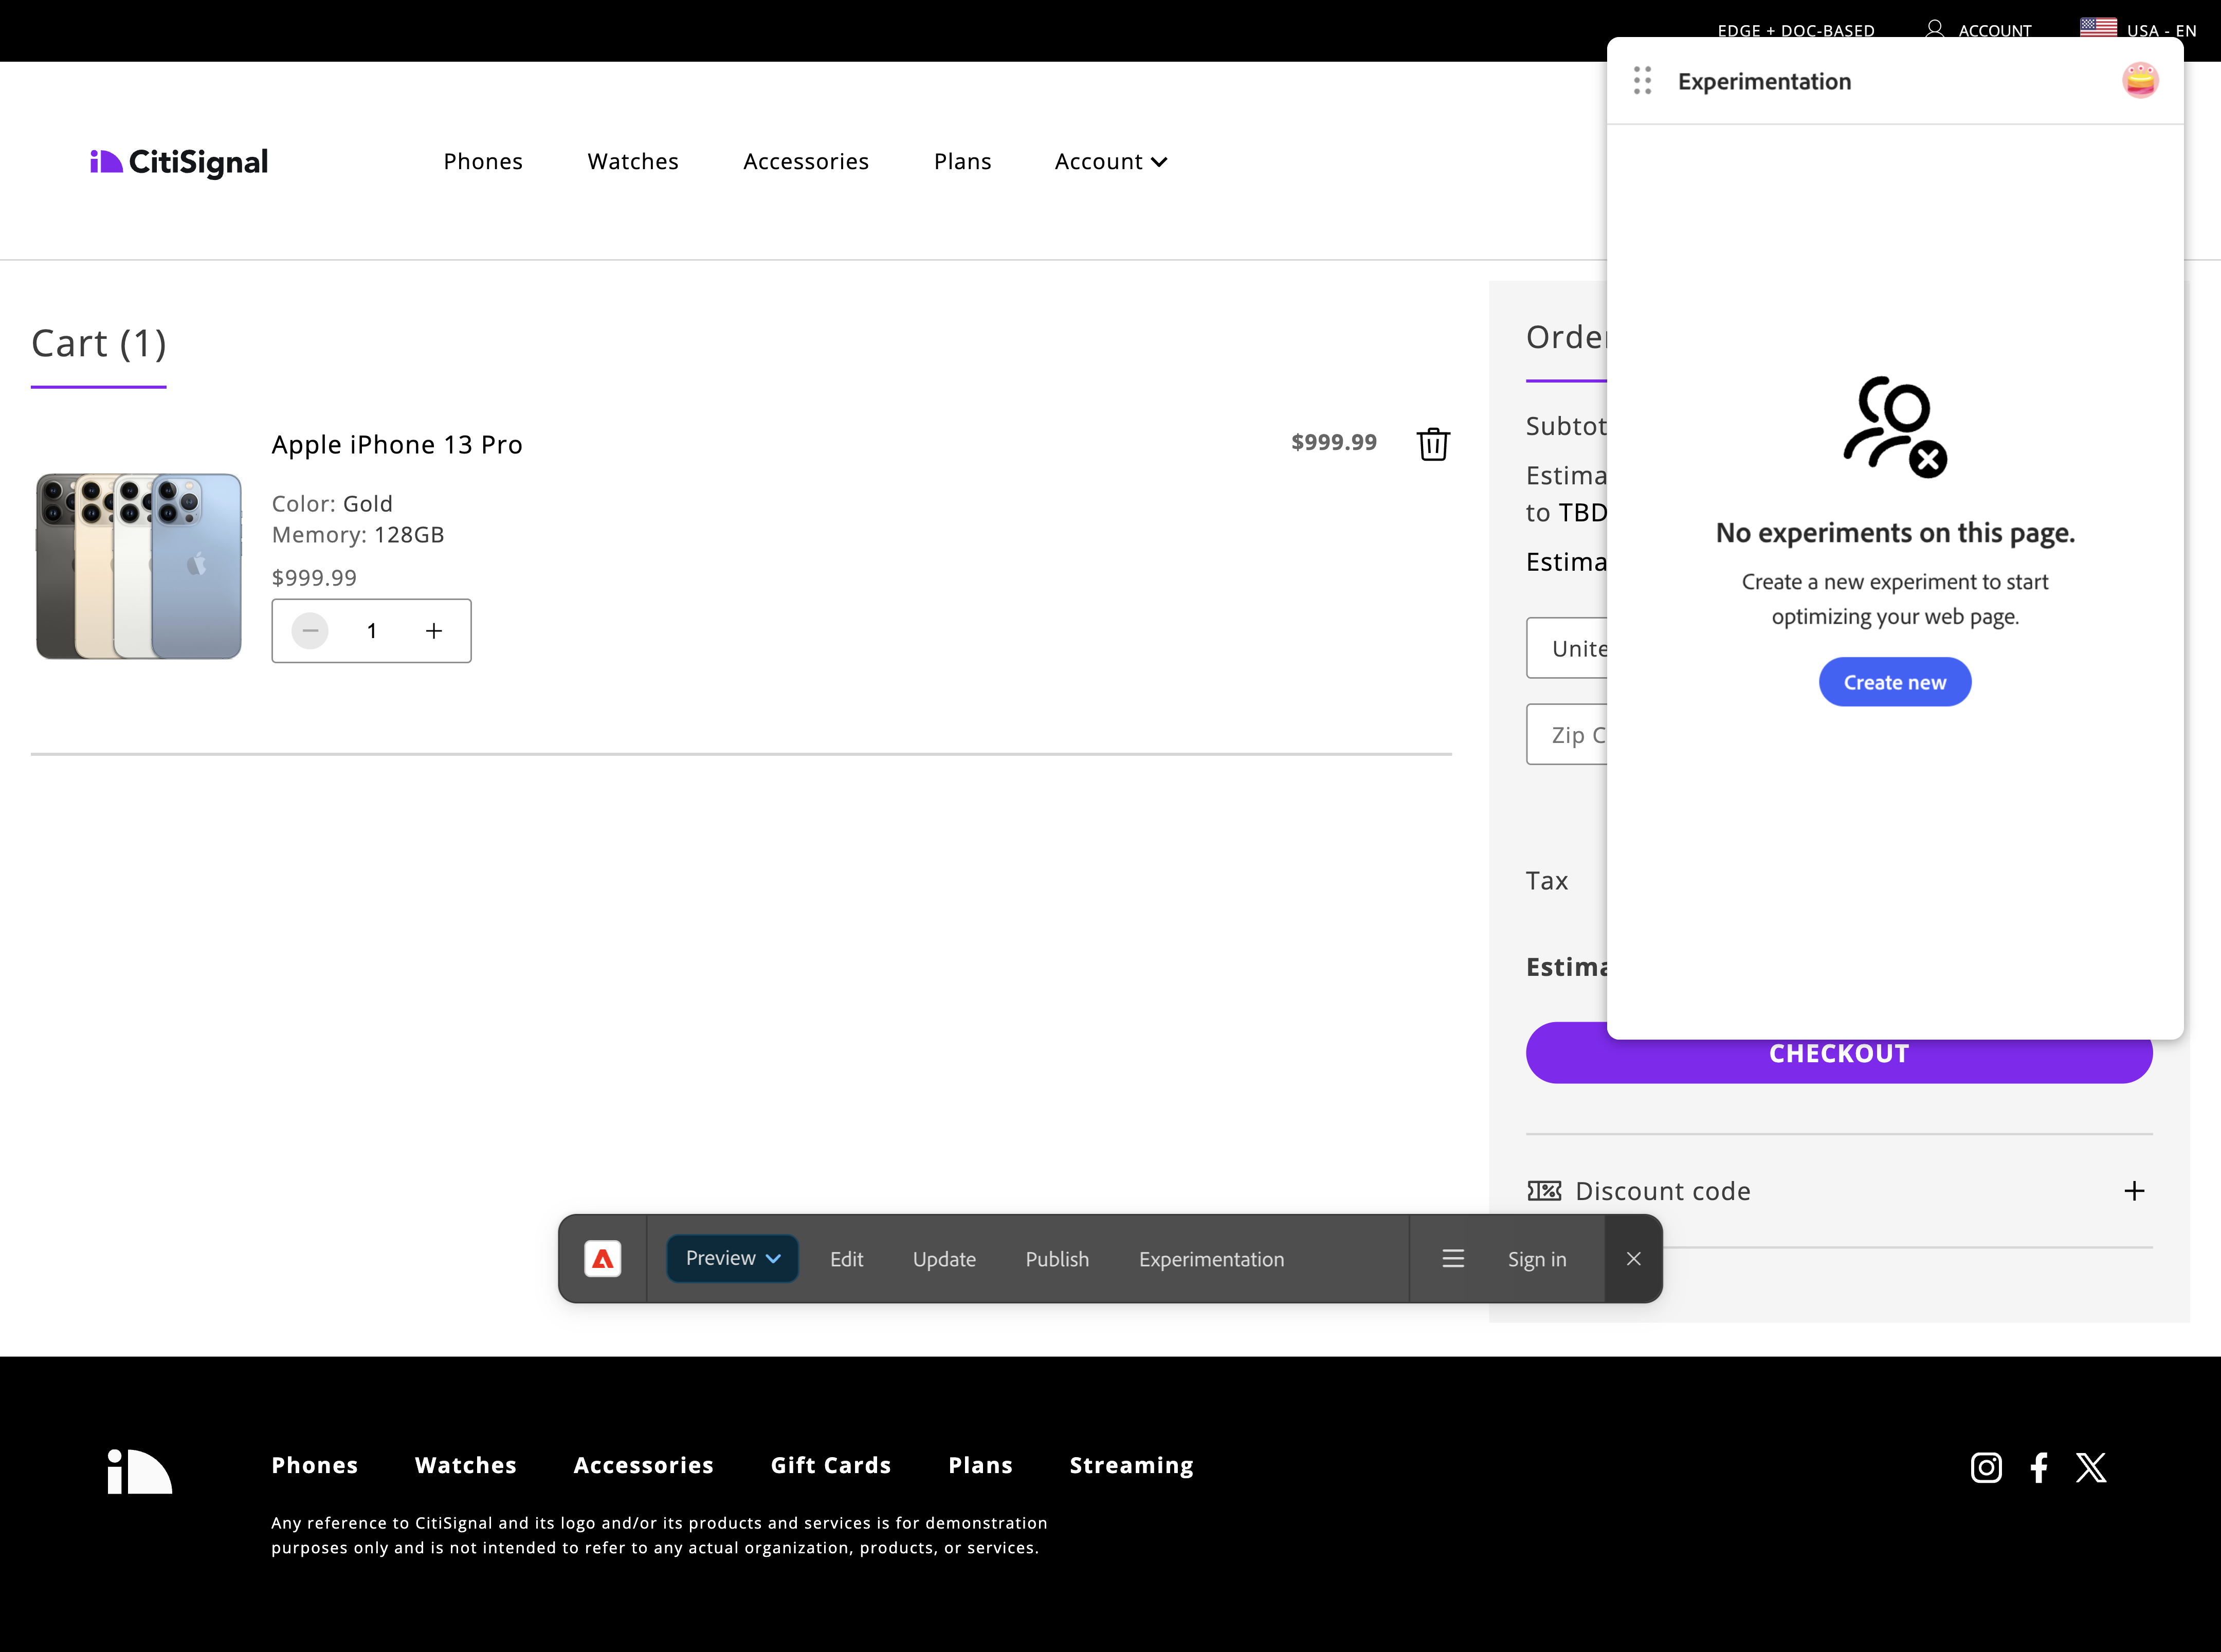 EDGE + DOC-BASED ACCOUNT USA - EN
CitiSignal Phones Watches Accessories Plans Account
Experimentation
Cart (1)
Apple iPhone 13 Pro $999.99
Color: Gold
Memory: 128GB
$999.99
1
Subtot
Estima
to TBD
Estima
Unite
Zip C
Tax
Estima
No experiments on this page.
Create a new experiment to start
optimizing your web page.
Create new
CHECKOUT
Discount code
Preview Edit Update Publish Experimentation Sign in
Phones Watches Accessories Gift Cards Plans Streaming
Any reference to CitiSignal and its logo and/or its products and services is for demonstration
purposes only and is not intended to refer to any actual organization, products, or services.